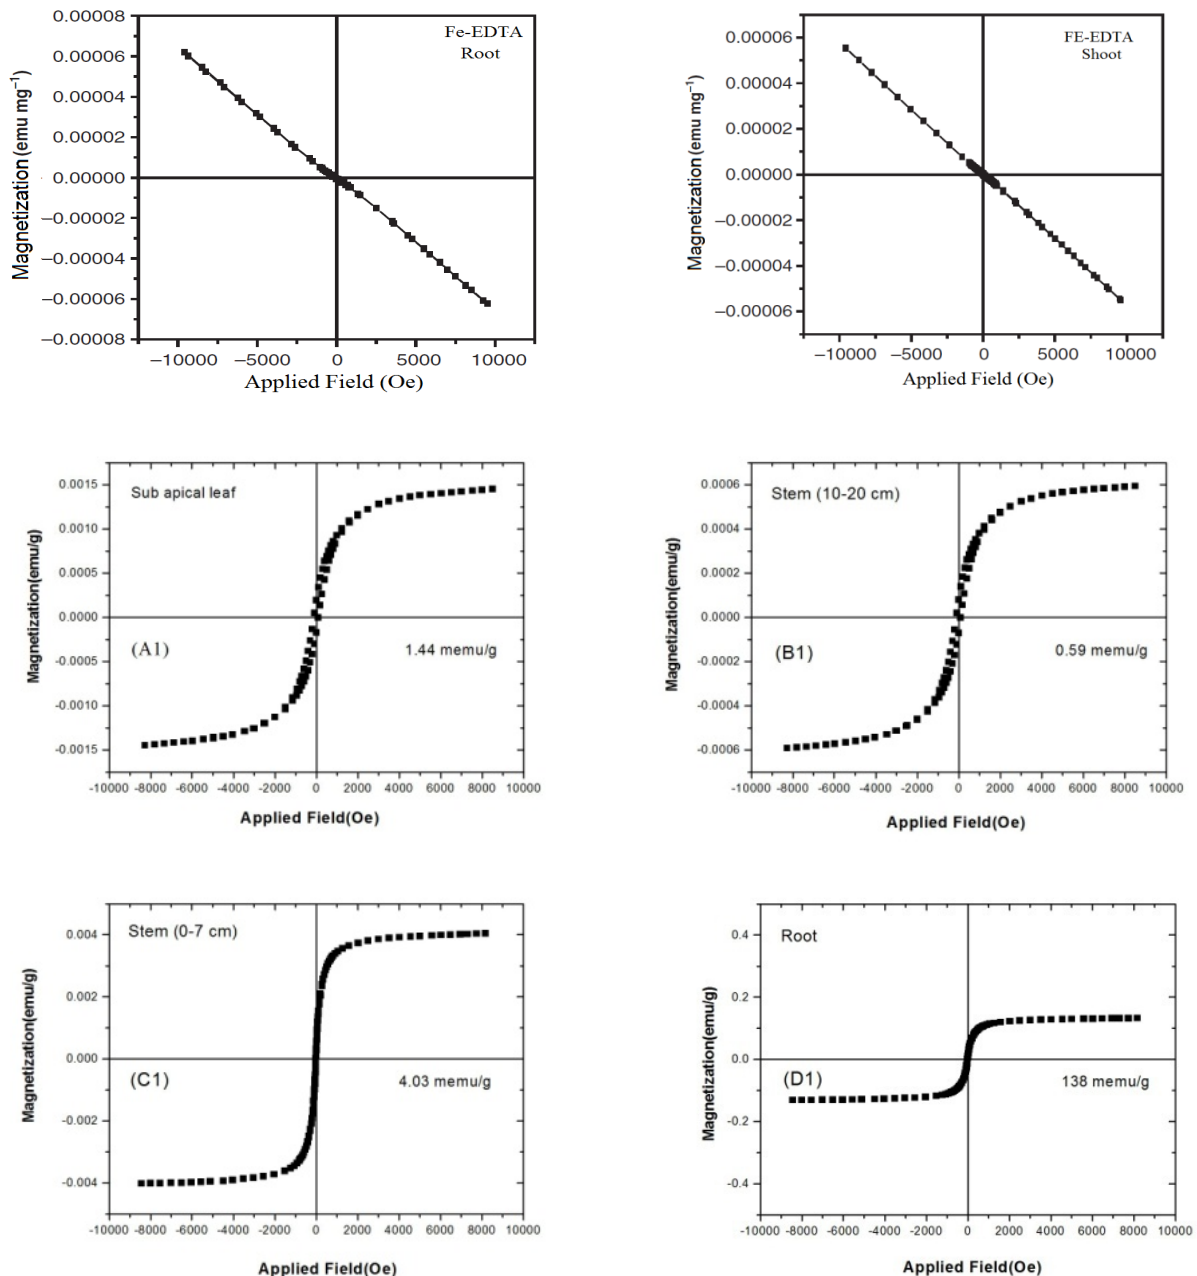 Fe-EDTA
Root
0.00008
0.00006
0.00004
0.00002
0.00000
−0.00002
−0.00004
−0.00006
−0.00008
Magnetization (emu mg−1)
−10000 −5000 0 5000 10000
Applied Field (Oe)
FE-EDTA
Shoot
0.00006
0.00004
0.00002
0.00000
−0.00002
−0.00004
−0.00006
Magnetization (emu mg−1)
−10000 −5000 0 5000 10000
Applied Field (Oe)
Sub apical leaf
0.0015
0.0010
0.0005
0.0000
-0.0005
-0.0010
-0.0015
Magnetization(emu/g)
(A1)
1.44 memu/g
-10000 -8000 -6000 -4000 -2000 0 2000 4000 6000 8000 10000
Applied Field(Oe)
Stem (10-20 cm)
0.0006
0.0004
0.0002
0.0000
-0.0002
-0.0004
-0.0006
Magnetization(emu/g)
(B1)
0.59 memu/g
-10000 -8000 -6000 -4000 -2000 0 2000 4000 6000 8000 10000
Applied Field(Oe)
Stem (0-7 cm)
0.004
0.002
0.000
-0.002
-0.004
Magnetization(emu/g)
(C1)
4.03 memu/g
-10000 -8000 -6000 -4000 -2000 0 2000 4000 6000 8000 10000
Applied Field(Oe)
Root
0.4
0.2
0.0
-0.2
-0.4
Magnetization(emu/g)
(D1)
138 memu/g
-10000 -8000 -6000 -4000 -2000 0 2000 4000 6000 8000 10000
Applied Field(Oe)